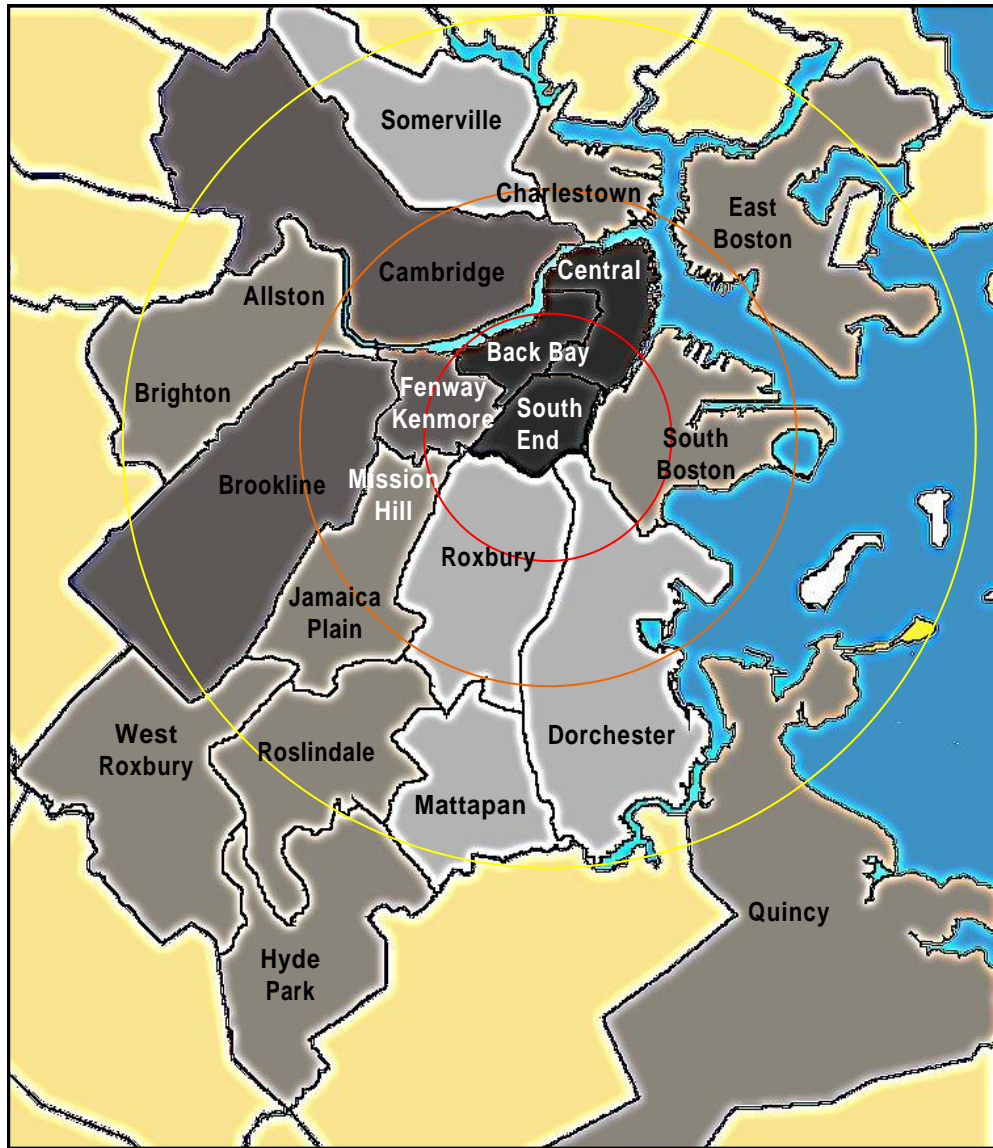 Somerville
Charlestown
East
Boston
Cambridge
Central
Allston
Back Bay
Brighton
Fenway
Kenmore
South
End
South
Boston
Brookline
Mission
Hill
Roxbury
Jamaica
Plain
West
Roxbury
Roslindale
Dorchester
Mattapan
Quincy
Hyde
Park